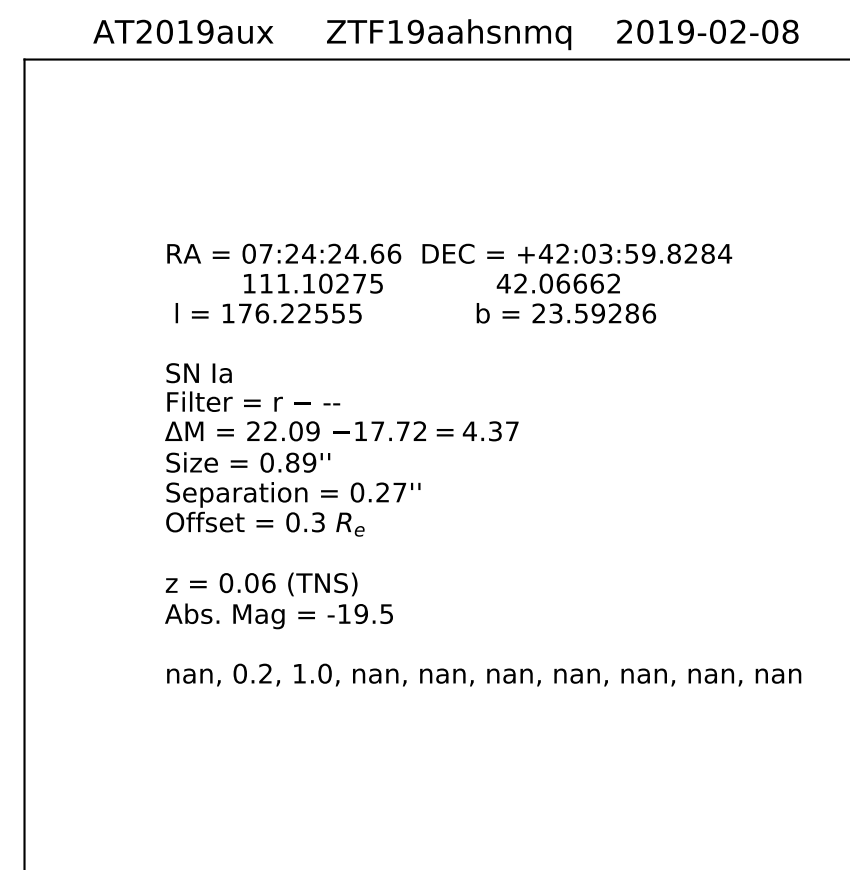 AT2019aux ZTF19aahsnmq 2019-02-08
RA = 07:24:24.66 DEC = +42:03:59.8284
111.10275 42.06662
l = 176.22555 b = 23.59286
SN Ia
Filter = r − --
ΔM = 22.09 −17.72 = 4.37
Size = 0.89''
Separation = 0.27''
Offset = 0.3 Rₑ
z = 0.06 (TNS)
Abs. Mag = -19.5
nan, 0.2, 1.0, nan, nan, nan, nan, nan, nan, nan